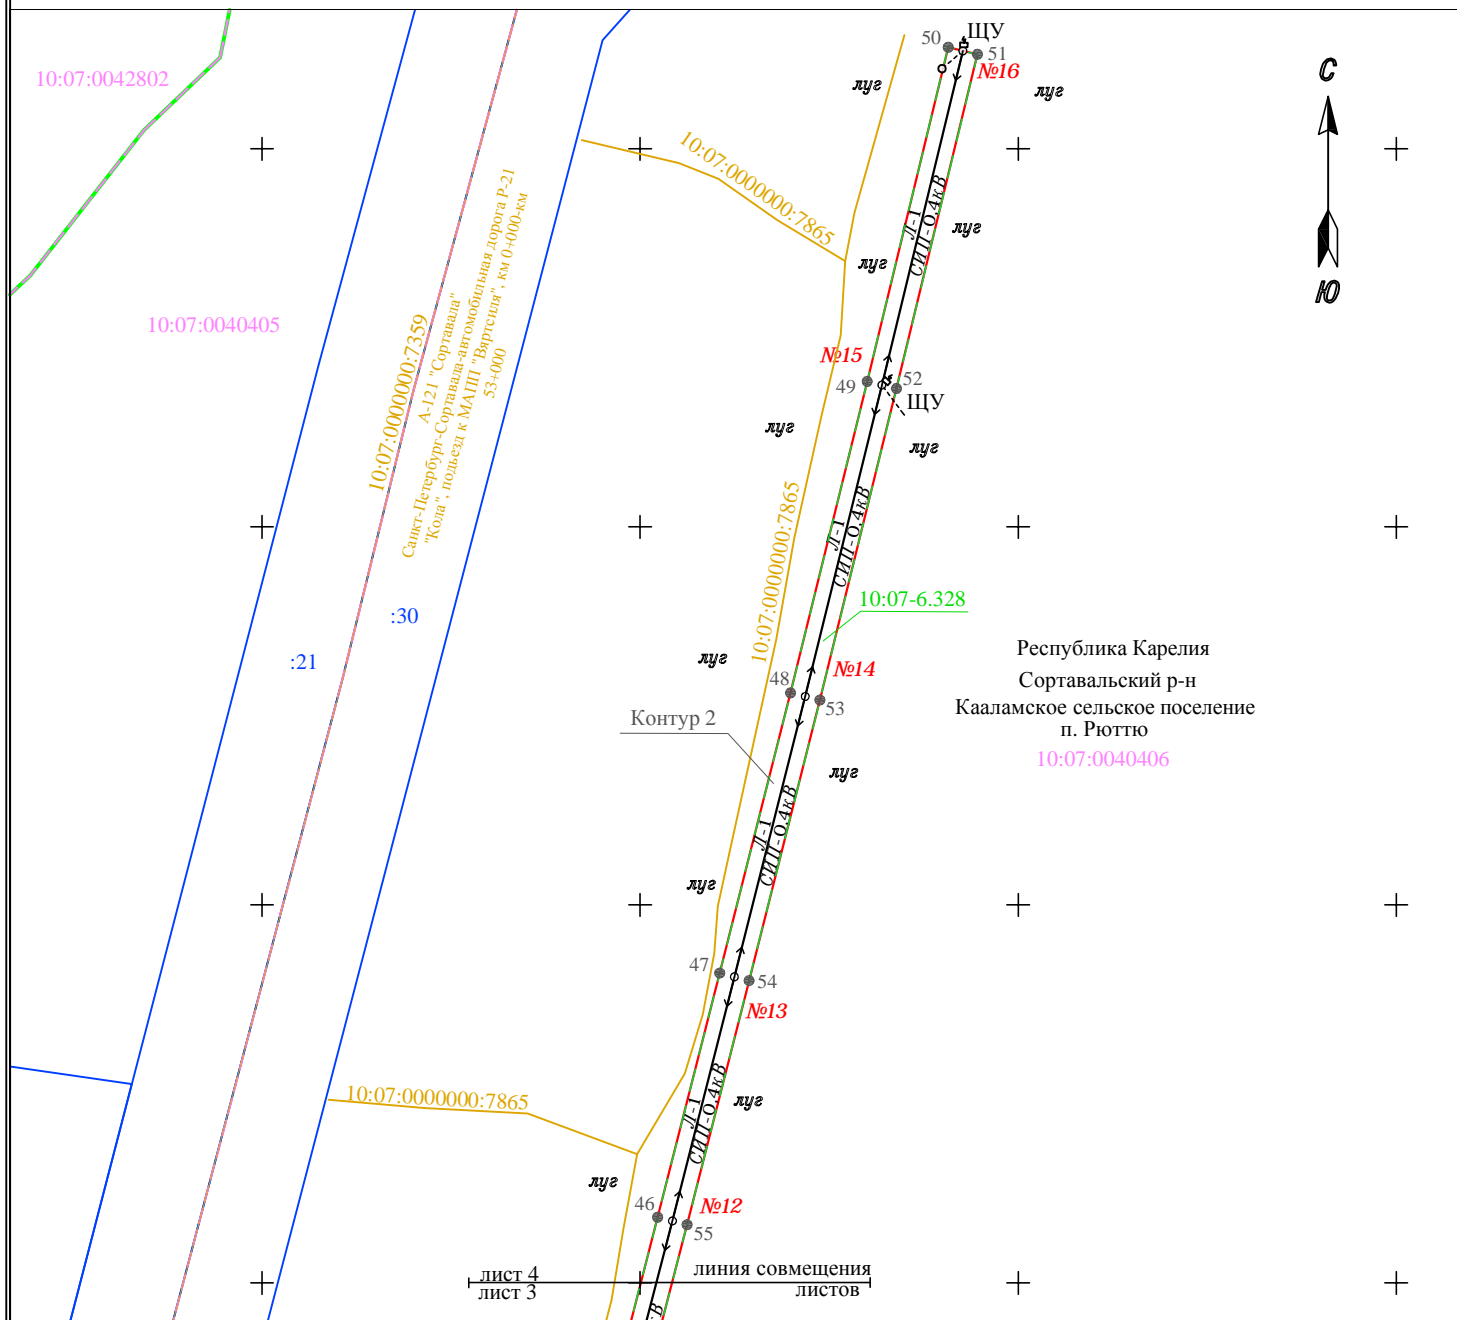 50
ЩУ
51
№16
10:07:0042802
луг
луг
С
10:07:0000000:7865
Л-1
СИП-0.4кВ
луг
луг
Ю
10:07:0040405
10:07:0000000:7359
А-121 "Сортавала"
Санкт-Петербург-Сортавала-автомобильная дорога Р-21
"Кола", подъезд к МАПП "Вяртсиля", км 0+000-км
53+000
№15
49
52
ЩУ
луг
луг
10:07:0000000:7865
Л-1
СИП-0.4кВ
10:07-6.328
:30
:21
луг
48
№14
53
Республика Карелия
Сортавальский р-н
Кааламское сельское поселение
п. Рюттю
10:07:0040406
Контур 2
луг
Л-1
СИП-0.4кВ
луг
47
54
№13
10:07:0000000:7865
Л-1
СИП-0.4кВ
луг
луг
46
№12
55
лист 4
линия совмещения
лист 3
листов
В